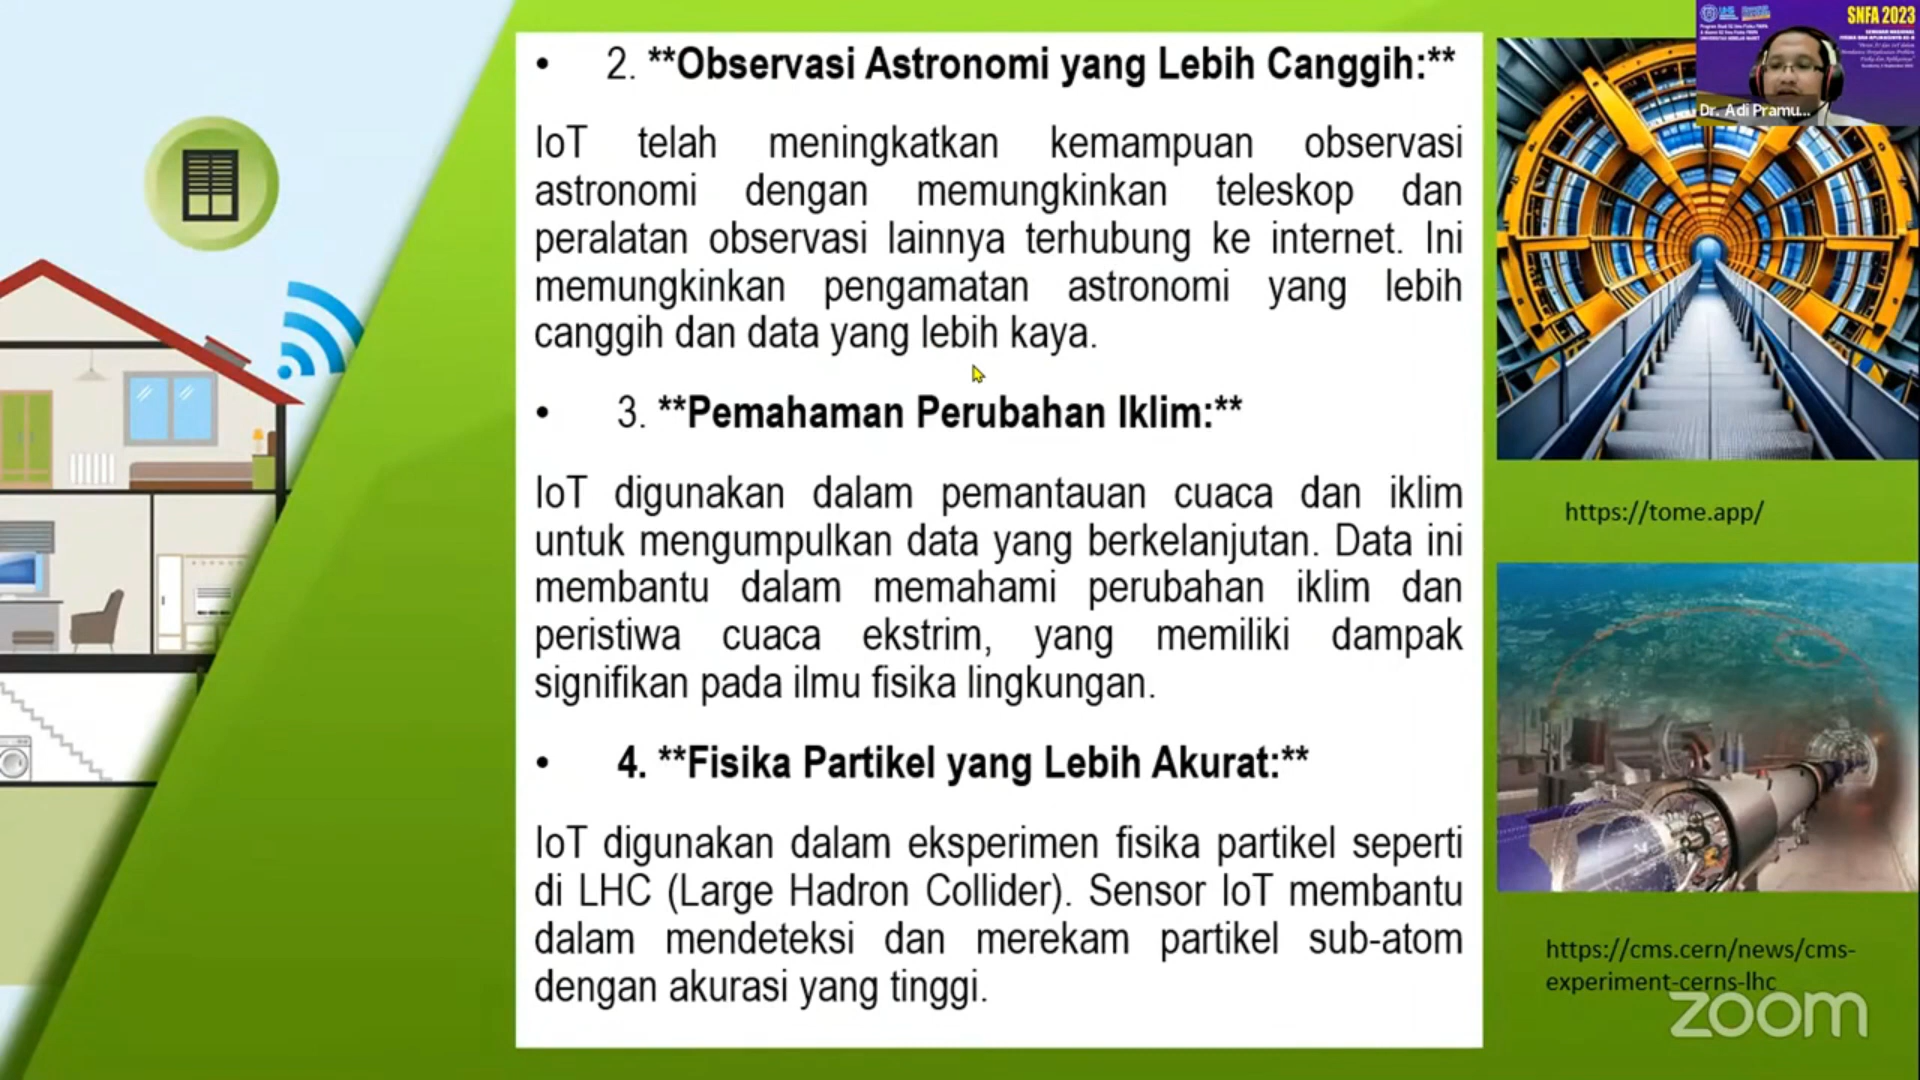 • 2. **Observasi Astronomi yang Lebih Canggih:**
IoT telah meningkatkan kemampuan observasi
astronomi dengan memungkinkan teleskop dan
peralatan observasi lainnya terhubung ke internet. Ini
memungkinkan pengamatan astronomi yang lebih
canggih dan data yang lebih kaya.
• 3. **Pemahaman Perubahan Iklim:**
IoT digunakan dalam pemantauan cuaca dan iklim
untuk mengumpulkan data yang berkelanjutan. Data ini
membantu dalam memahami perubahan iklim dan
peristiwa cuaca ekstrim, yang memiliki dampak
signifikan pada ilmu fisika lingkungan.
• 4. **Fisika Partikel yang Lebih Akurat:**
IoT digunakan dalam eksperimen fisika partikel seperti
di LHC (Large Hadron Collider). Sensor IoT membantu
dalam mendeteksi dan merekam partikel sub-atom
dengan akurasi yang tinggi.
SNFA 2023
Dr. Adi Pramu...
https://tome.app/
https://cms.cern/news/cms-
experiment-cerns-lhc
zoom